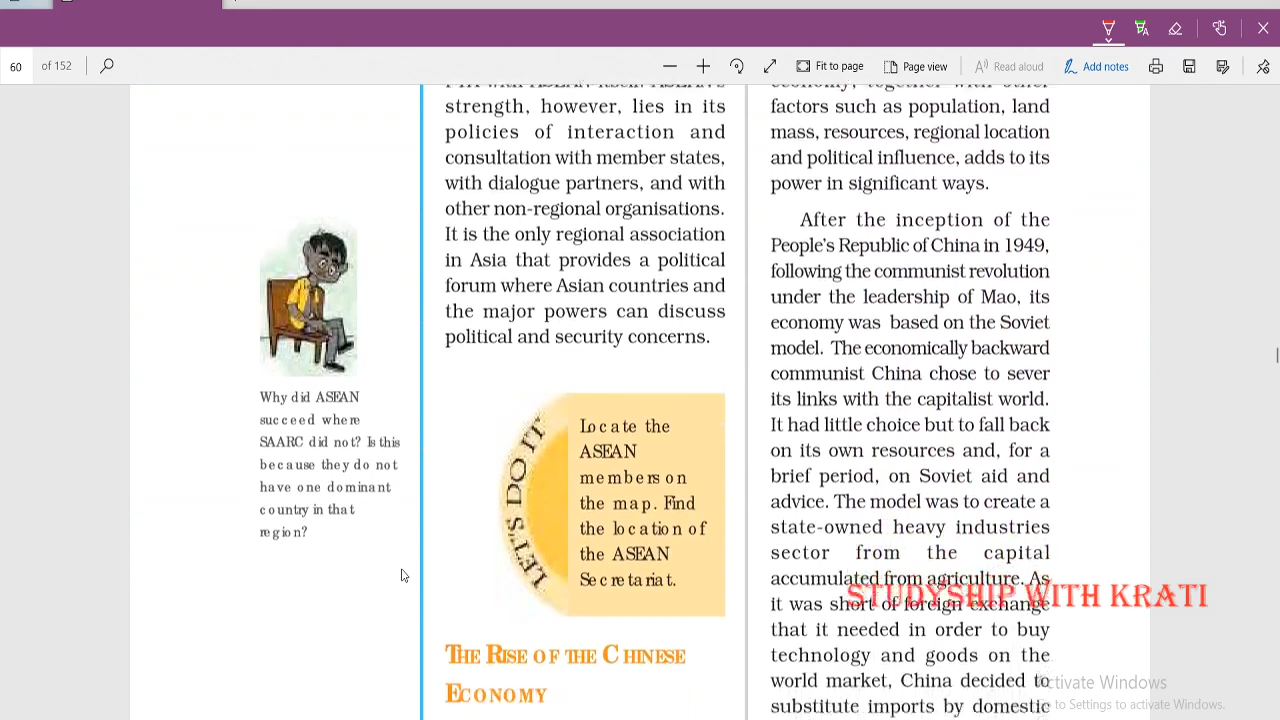 60 of 152
Fit to page
Page view
Read aloud
Add notes
strength, however, lies in its
policies of interaction and
consultation with member states,
with dialogue partners, and with
other non-regional organisations.
It is the only regional association
in Asia that provides a political
forum where Asian countries and
the major powers can discuss
political and security concerns.
Why did ASEAN
succeed where
SAARC did not? Is this
because they do not
have one dominant
country in that
region?
LET'S DO IT
Locate the
ASEAN
members on
the map. Find
the location of
the ASEAN
Secretariat.
THE RISE OF THE CHINESE
ECONOMY
economy, together with other
factors such as population, land
mass, resources, regional location
and political influence, adds to its
power in significant ways.
After the inception of the
People's Republic of China in 1949,
following the communist revolution
under the leadership of Mao, its
economy was based on the Soviet
model. The economically backward
communist China chose to sever
its links with the capitalist world.
It had little choice but to fall back
on its own resources and, for a
brief period, on Soviet aid and
advice. The model was to create a
state-owned heavy industries
sector from the capital
accumulated from agriculture. As
it was short of foreign exchange
that it needed in order to buy
technology and goods on the
world market, China decided to
substitute imports by domestic
STUDYSHIP WITH KRATI
Activate Windows
Go to Settings to activate Windows.